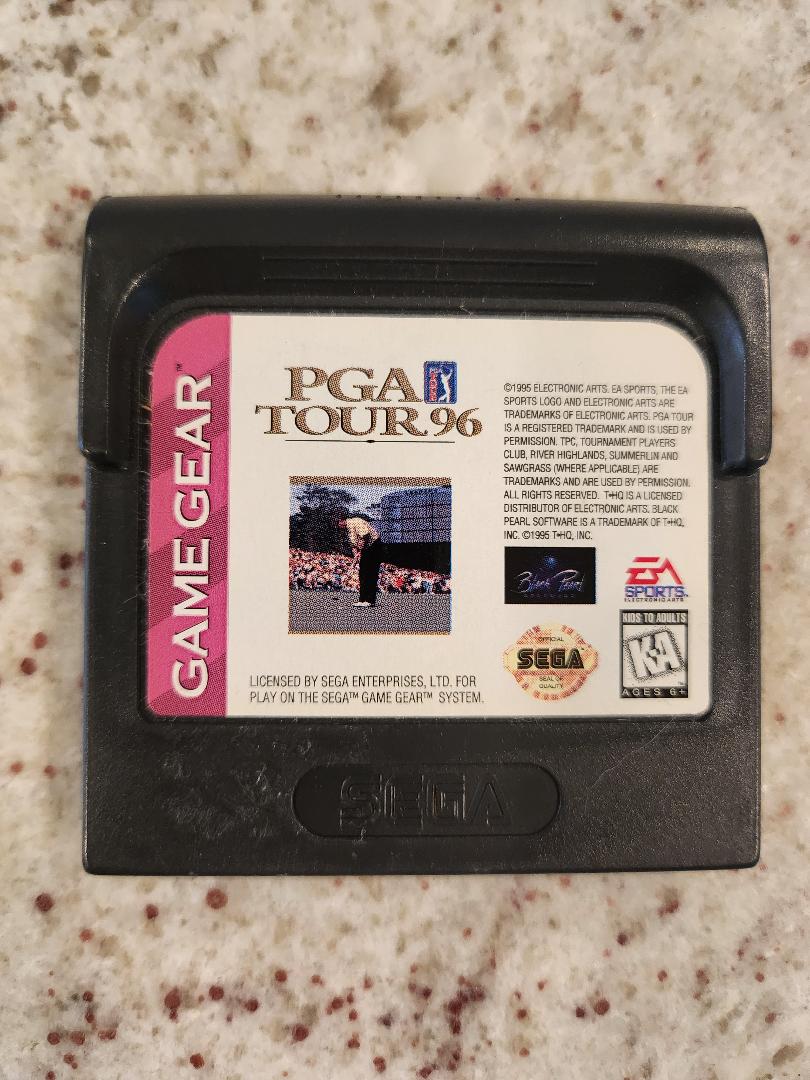 GAME GEAR™
PGA
TOUR 96
©1995 ELECTRONIC ARTS. EA SPORTS, THE EA
SPORTS LOGO AND ELECTRONIC ARTS ARE
TRADEMARKS OF ELECTRONIC ARTS. PGA TOUR
IS A REGISTERED TRADEMARK AND IS USED BY
PERMISSION. TPC, TOURNAMENT PLAYERS
CLUB, RIVER HIGHLANDS, SUMMERLIN AND
SAWGRASS (WHERE APPLICABLE) ARE
TRADEMARKS AND ARE USED BY PERMISSION.
ALL RIGHTS RESERVED. T•HQ IS A LICENSED
DISTRIBUTOR OF ELECTRONIC ARTS. BLACK
PEARL SOFTWARE IS A TRADEMARK OF T•HQ,
INC. ©1995 T•HQ, INC.
Black Pearl
SOFTWARE
EA
SPORTS™
ELECTRONIC ARTS
OFFICIAL
SEGA
SEAL OF
QUALITY
KIDS TO ADULTS
K-A
AGES 6+
LICENSED BY SEGA ENTERPRISES, LTD. FOR
PLAY ON THE SEGA™ GAME GEAR™ SYSTEM.
SEGA